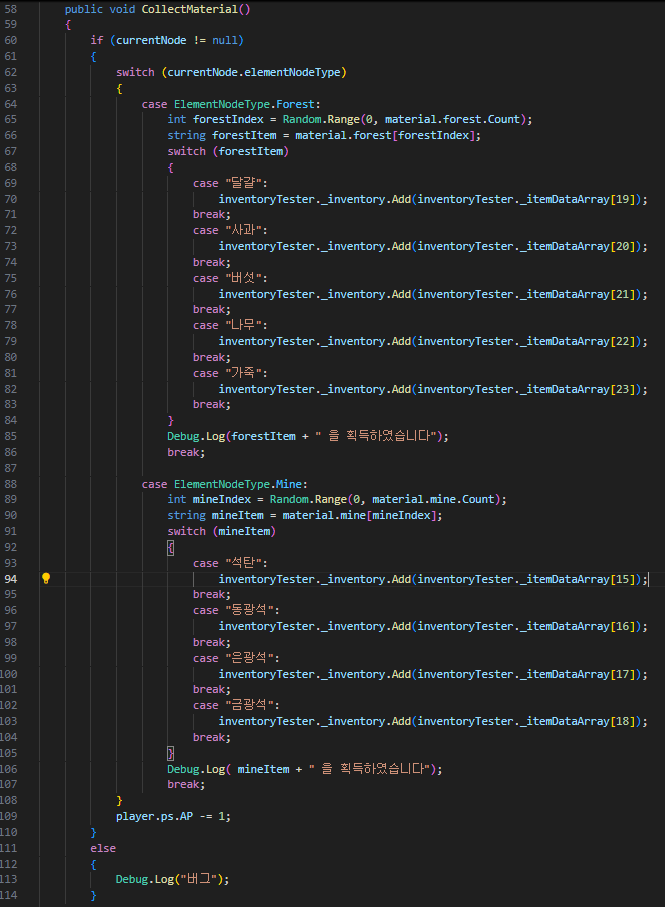 58 public void CollectMaterial()
59 {
60 if (currentNode != null)
61 {
62 switch (currentNode.elementNodeType)
63 {
64 case ElementNodeType.Forest:
65 int forestIndex = Random.Range(0, material.forest.Count);
66 string forestItem = material.forest[forestIndex];
67 switch (forestItem)
68 {
69 case "달걀":
70 inventoryTester._inventory.Add(inventoryTester._itemDataArray[19]);
71 break;
72 case "사과":
73 inventoryTester._inventory.Add(inventoryTester._itemDataArray[20]);
74 break;
75 case "버섯":
76 inventoryTester._inventory.Add(inventoryTester._itemDataArray[21]);
77 break;
78 case "나무":
79 inventoryTester._inventory.Add(inventoryTester._itemDataArray[22]);
80 break;
81 case "가죽":
82 inventoryTester._inventory.Add(inventoryTester._itemDataArray[23]);
83 break;
84 }
85 Debug.Log(forestItem + " 을 획득하였습니다");
86 break;
87
88 case ElementNodeType.Mine:
89 int mineIndex = Random.Range(0, material.mine.Count);
90 string mineItem = material.mine[mineIndex];
91 switch (mineItem)
92 {
93 case "석탄":
94 inventoryTester._inventory.Add(inventoryTester._itemDataArray[15]);
95 break;
96 case "동광석":
97 inventoryTester._inventory.Add(inventoryTester._itemDataArray[16]);
98 break;
99 case "은광석":
100 inventoryTester._inventory.Add(inventoryTester._itemDataArray[17]);
101 break;
102 case "금광석":
103 inventoryTester._inventory.Add(inventoryTester._itemDataArray[18]);
104 break;
105 }
106 Debug.Log( mineItem + " 을 획득하였습니다");
107 break;
108 }
109 player.ps.AP -= 1;
110 }
111 else
112 {
113 Debug.Log("버그");
114 }